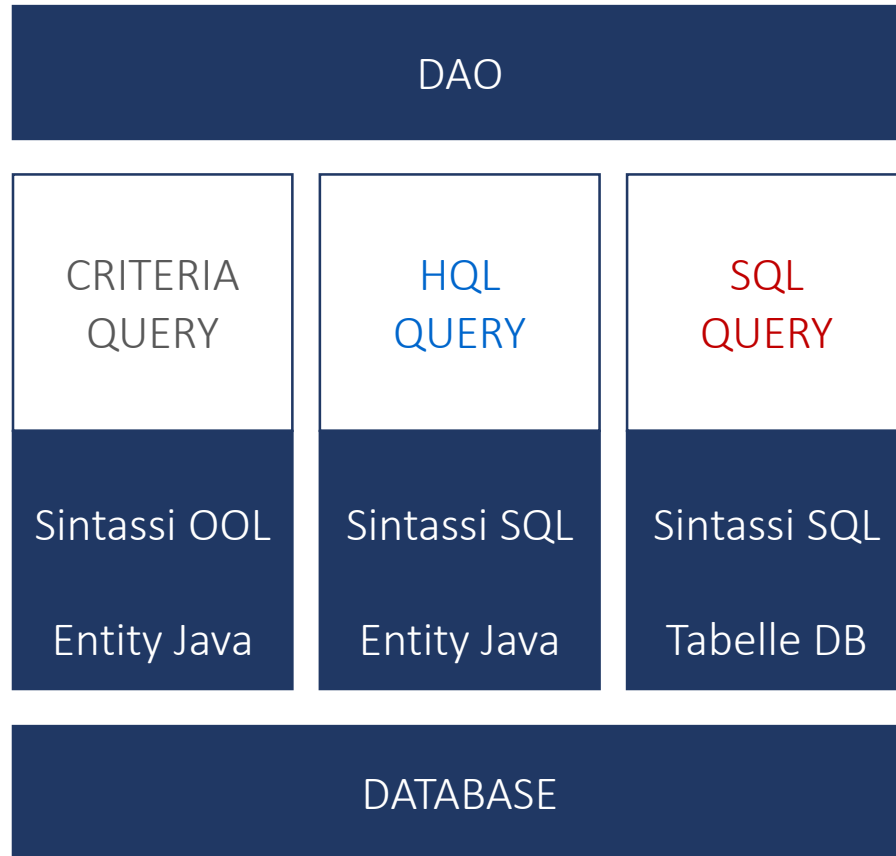 DAO
CRITERIA
QUERY
HQL
QUERY
SQL
QUERY
Sintassi OOL
Entity Java
Sintassi SQL
Entity Java
Sintassi SQL
Tabelle DB
DATABASE